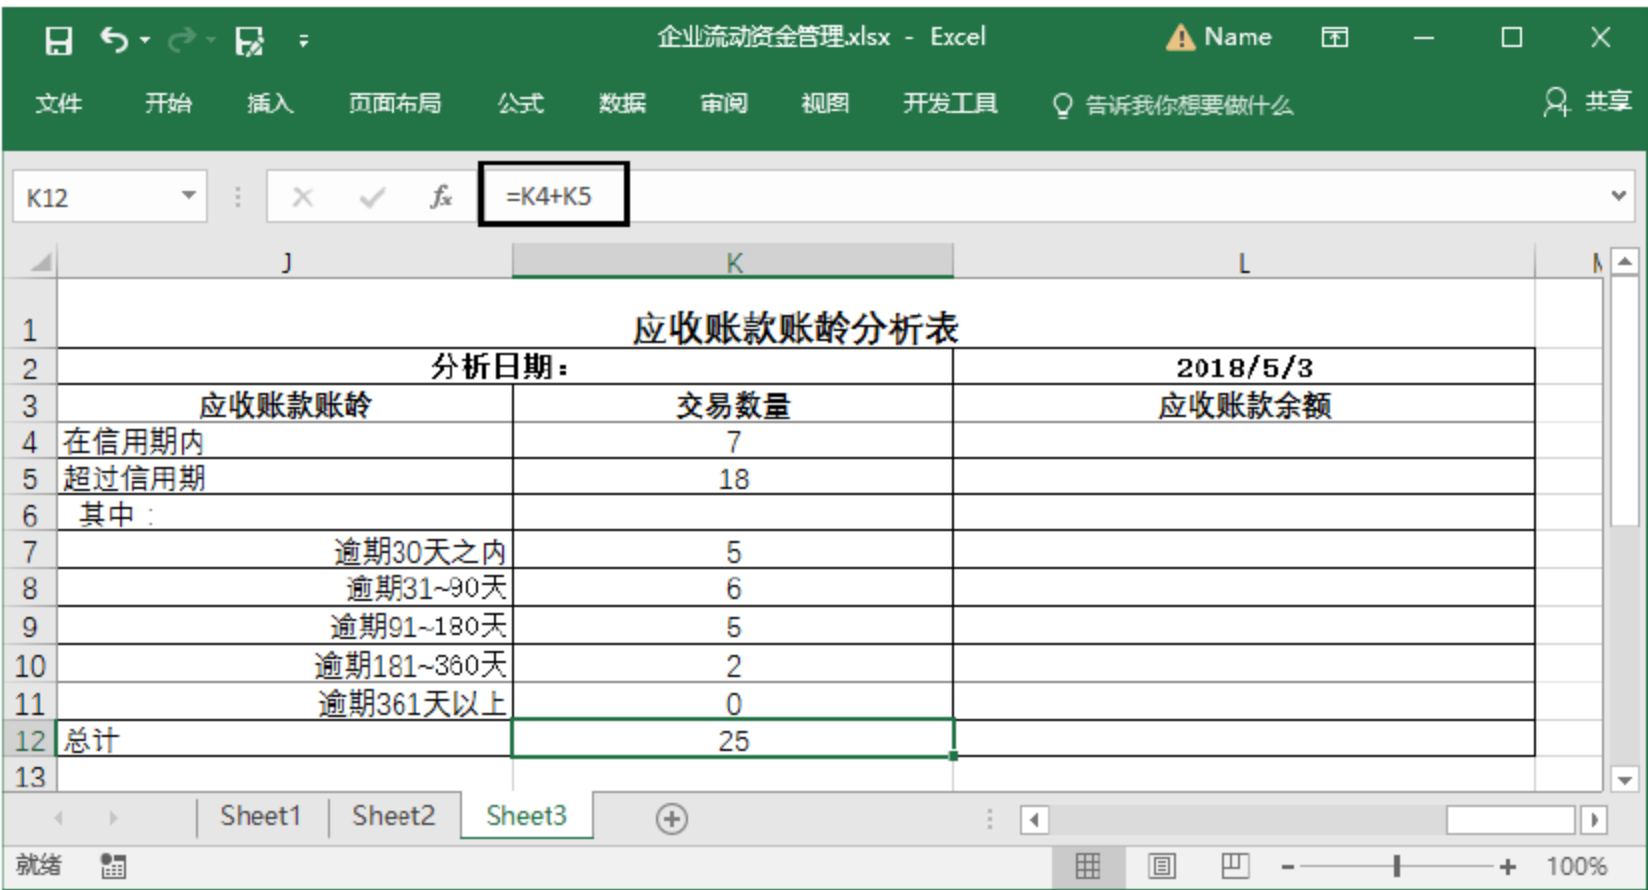 企业流动资金管理.xlsx - Excel
Name
文件 开始 插入 页面布局 公式 数据 审阅 视图 开发工具 告诉我你想要做什么 共享
K12 fx =K4+K5
J K L
1 应收账款账龄分析表
2 分析日期： 2018/5/3
3 应收账款账龄 交易数量 应收账款余额
4 在信用期内 7
5 超过信用期 18
6 其中：
7 逾期30天之内 5
8 逾期31~90天 6
9 逾期91~180天 5
10 逾期181~360天 2
11 逾期361天以上 0
12 总计 25
13
Sheet1 Sheet2 Sheet3
就绪 100%